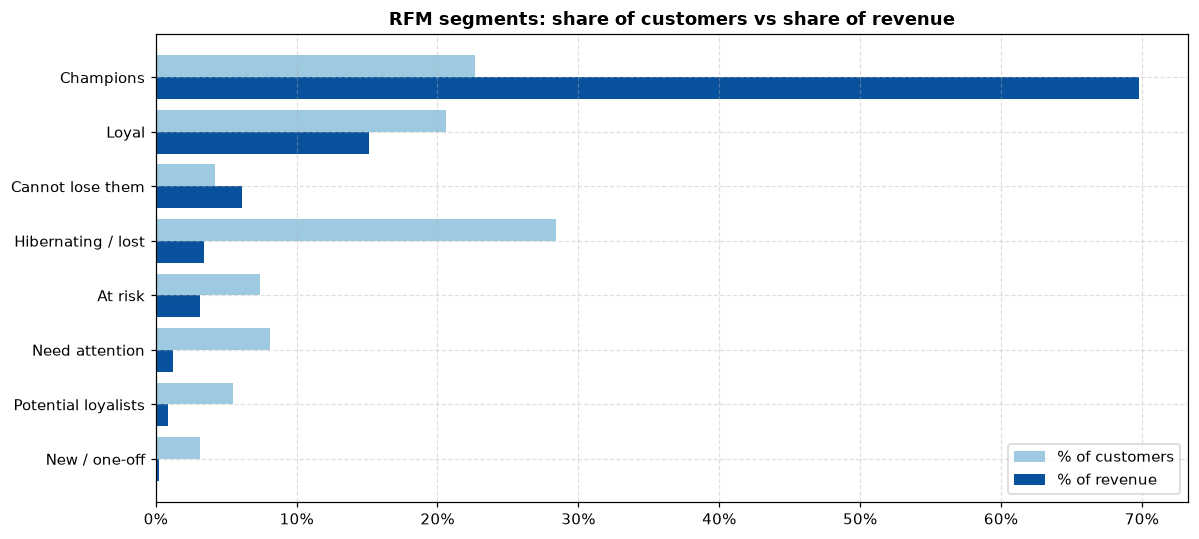 RFM segments: share of customers vs share of revenue
Champions
Loyal
Cannot lose them
Hibernating / lost
At risk
Need attention
Potential loyalists
New / one-off
% of customers
% of revenue
0% 10% 20% 30% 40% 50% 60% 70%